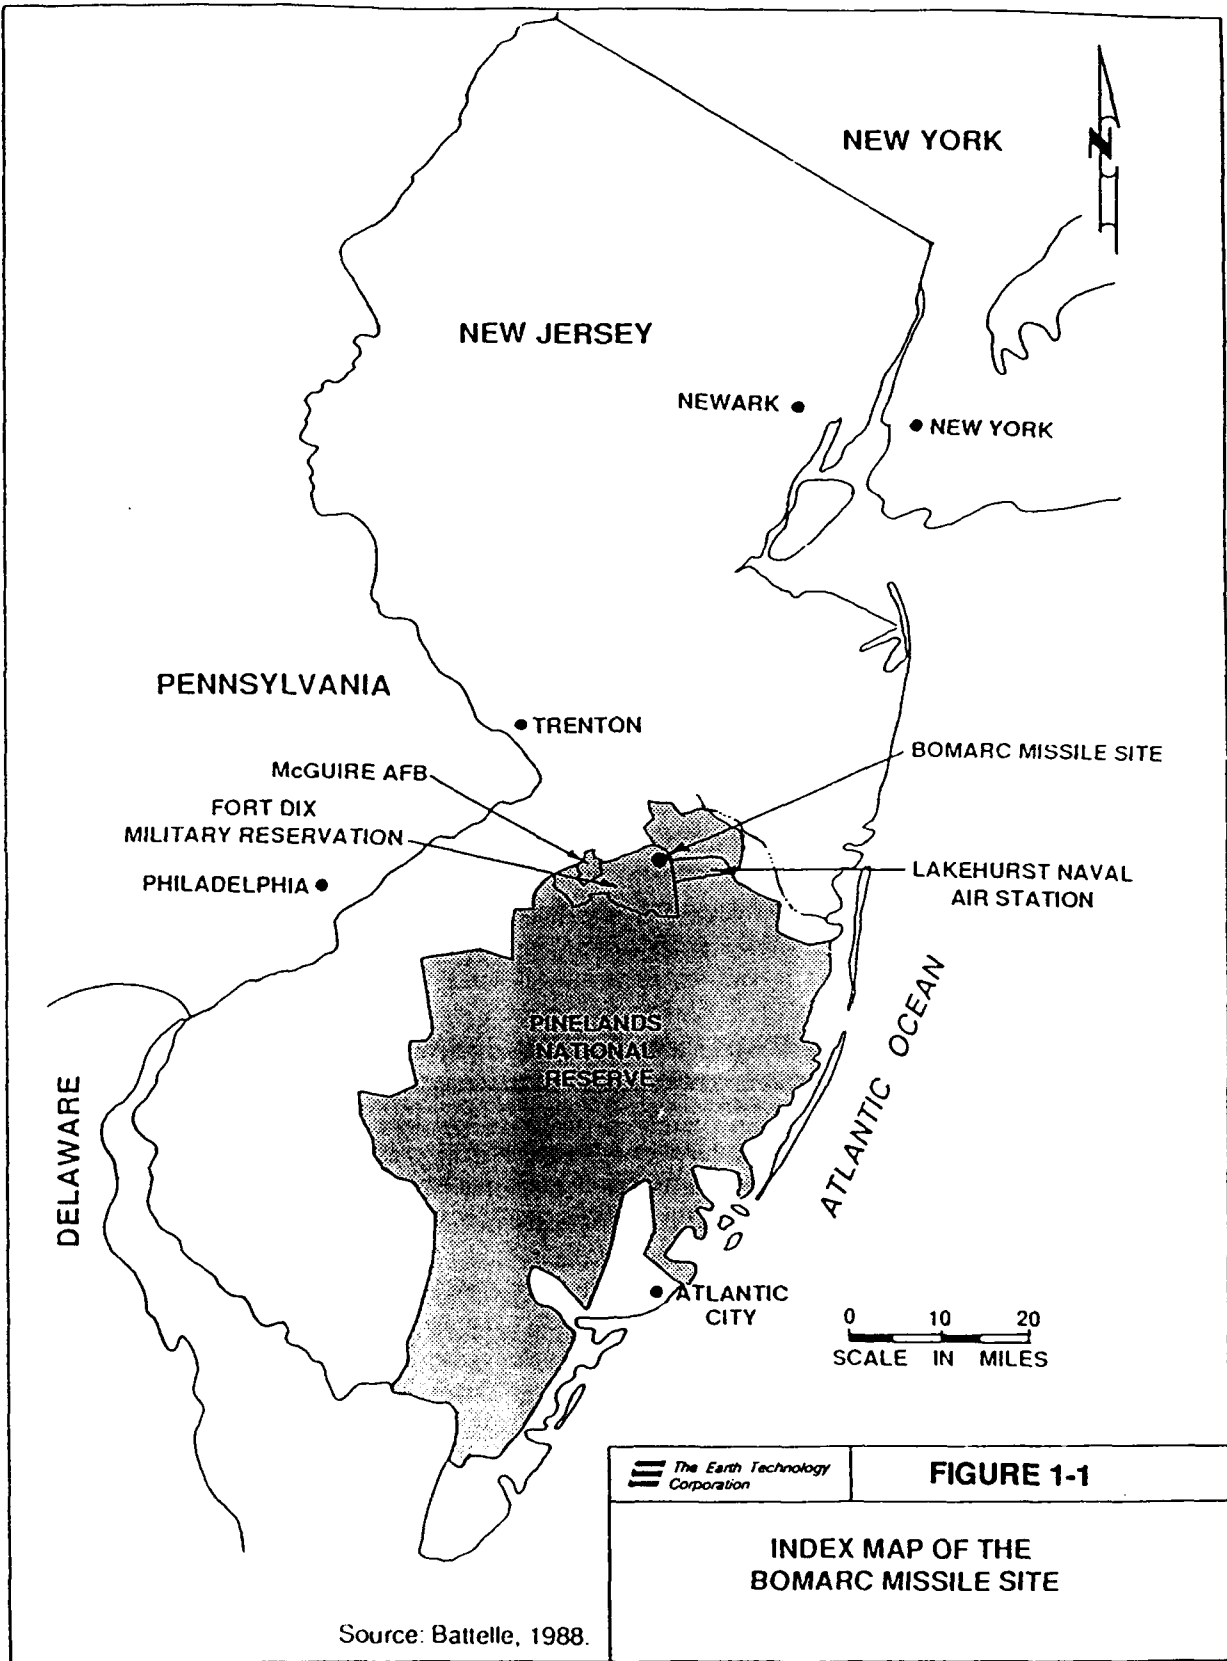 NEW YORK
N
NEW JERSEY
NEWARK
NEW YORK
PENNSYLVANIA
TRENTON
McGUIRE AFB
BOMARC MISSILE SITE
FORT DIX
MILITARY RESERVATION
PHILADELPHIA
LAKEHURST NAVAL
AIR STATION
PINELANDS
NATIONAL
RESERVE
ATLANTIC OCEAN
DELAWARE
ATLANTIC
CITY
0 10 20
SCALE IN MILES
The Earth Technology
Corporation
FIGURE 1-1
INDEX MAP OF THE
BOMARC MISSILE SITE
Source: Battelle, 1988.